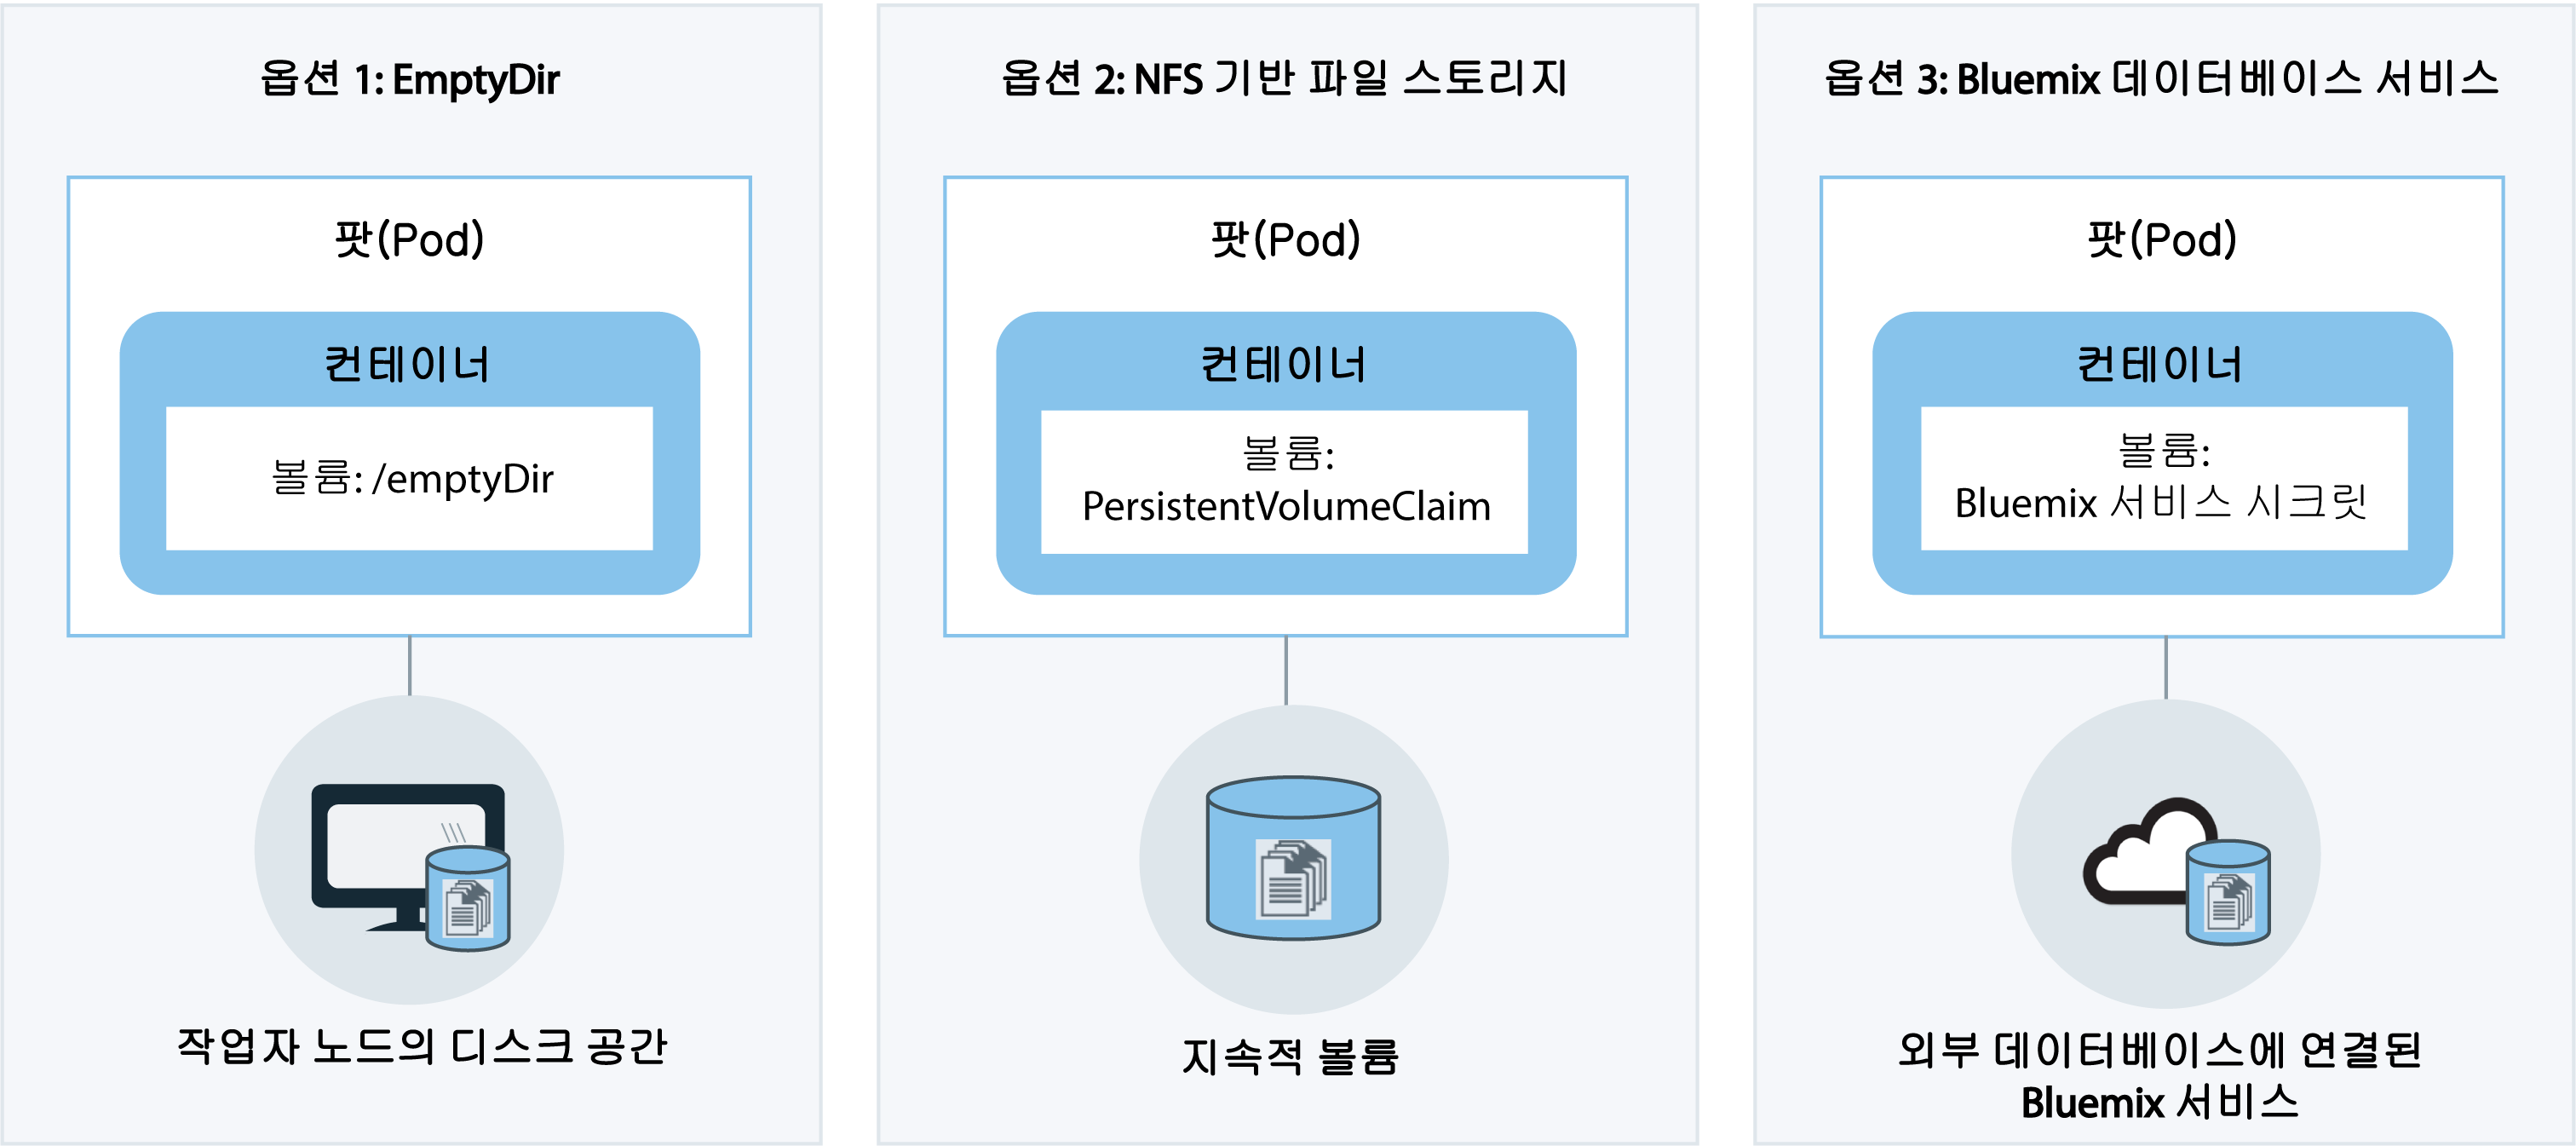 옵션 1: EmptyDir
팟(Pod)
컨테이너
볼륨: /emptyDir
작업자 노드의 디스크 공간
옵션 2: NFS 기반 파일 스토리지
팟(Pod)
컨테이너
볼륨:
PersistentVolumeClaim
지속적 볼륨
옵션 3: Bluemix 데이터베이스 서비스
팟(Pod)
컨테이너
볼륨:
Bluemix 서비스 시크릿
외부 데이터베이스에 연결된
Bluemix 서비스